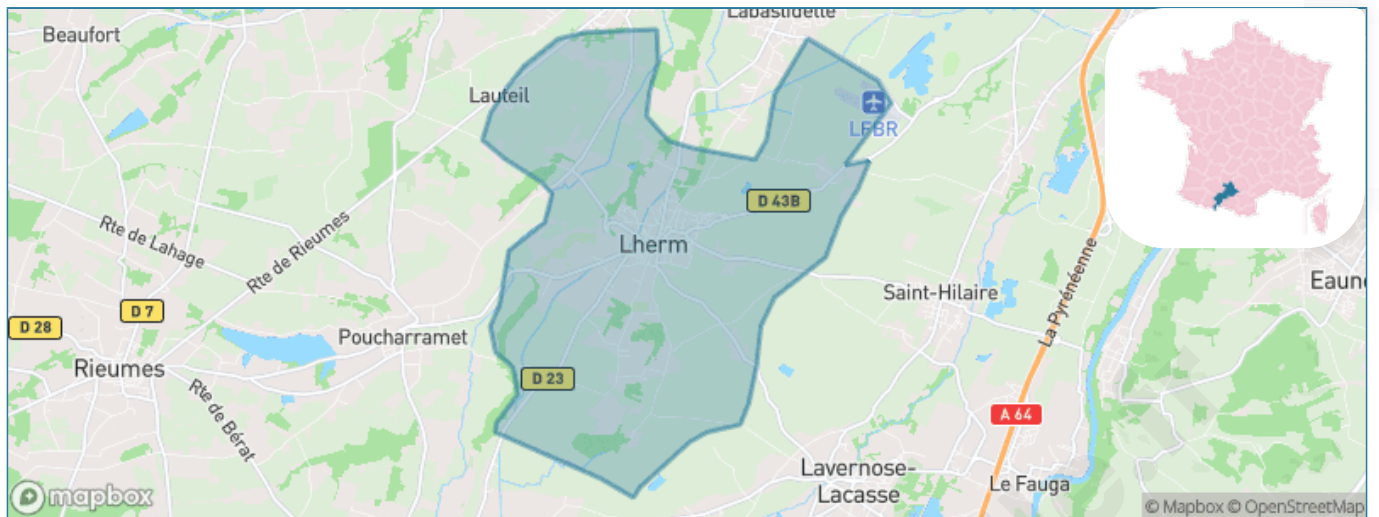 Labastidette
Beaufort
Lauteil
LFBR
D 43B
Rte de Lahage
Rte de Rieumes
Lherm
La Pyrénéenne
Eaun
Saint-Hilaire
D 7
D 28
Poucharramet
Rieumes
D 23
Rte de Bérat
A 64
Lavernose-
Lacasse
Le Fauga
mapbox
© Mapbox © OpenStreetMap